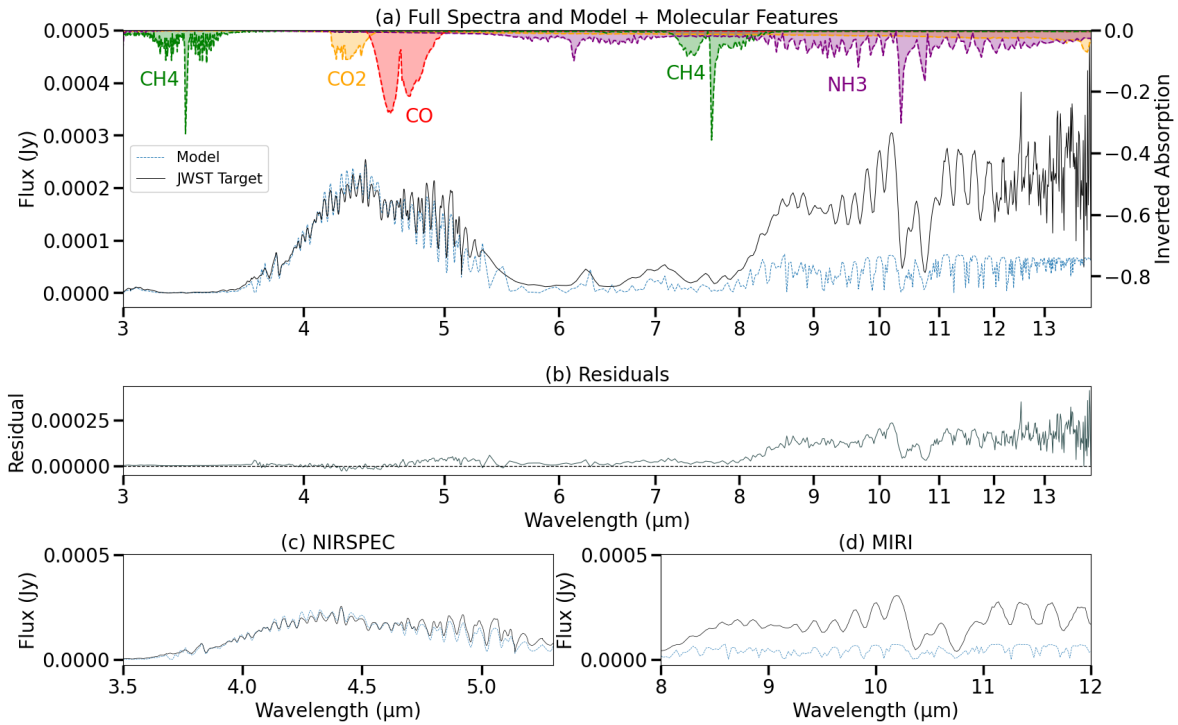 (a) Full Spectra and Model + Molecular Features
0.0005
0.0004
0.0003
0.0002
0.0001
0.0000
Flux (Jy)
CH4
CO2
CO
CH4
NH3
Model
JWST Target
0.0
−0.2
−0.4
−0.6
−0.8
Inverted Absorption
3
4
5
6
7
8
9
10
11
12
13
(b) Residuals
0.00025
0.00000
Residual
3
4
5
6
7
8
9
10
11
12
13
Wavelength (μm)
(c) NIRSPEC
0.0005
0.0000
Flux (Jy)
3.5
4.0
4.5
5.0
Wavelength (μm)
(d) MIRI
0.0005
0.0000
Flux (Jy)
8
9
10
11
12
Wavelength (μm)